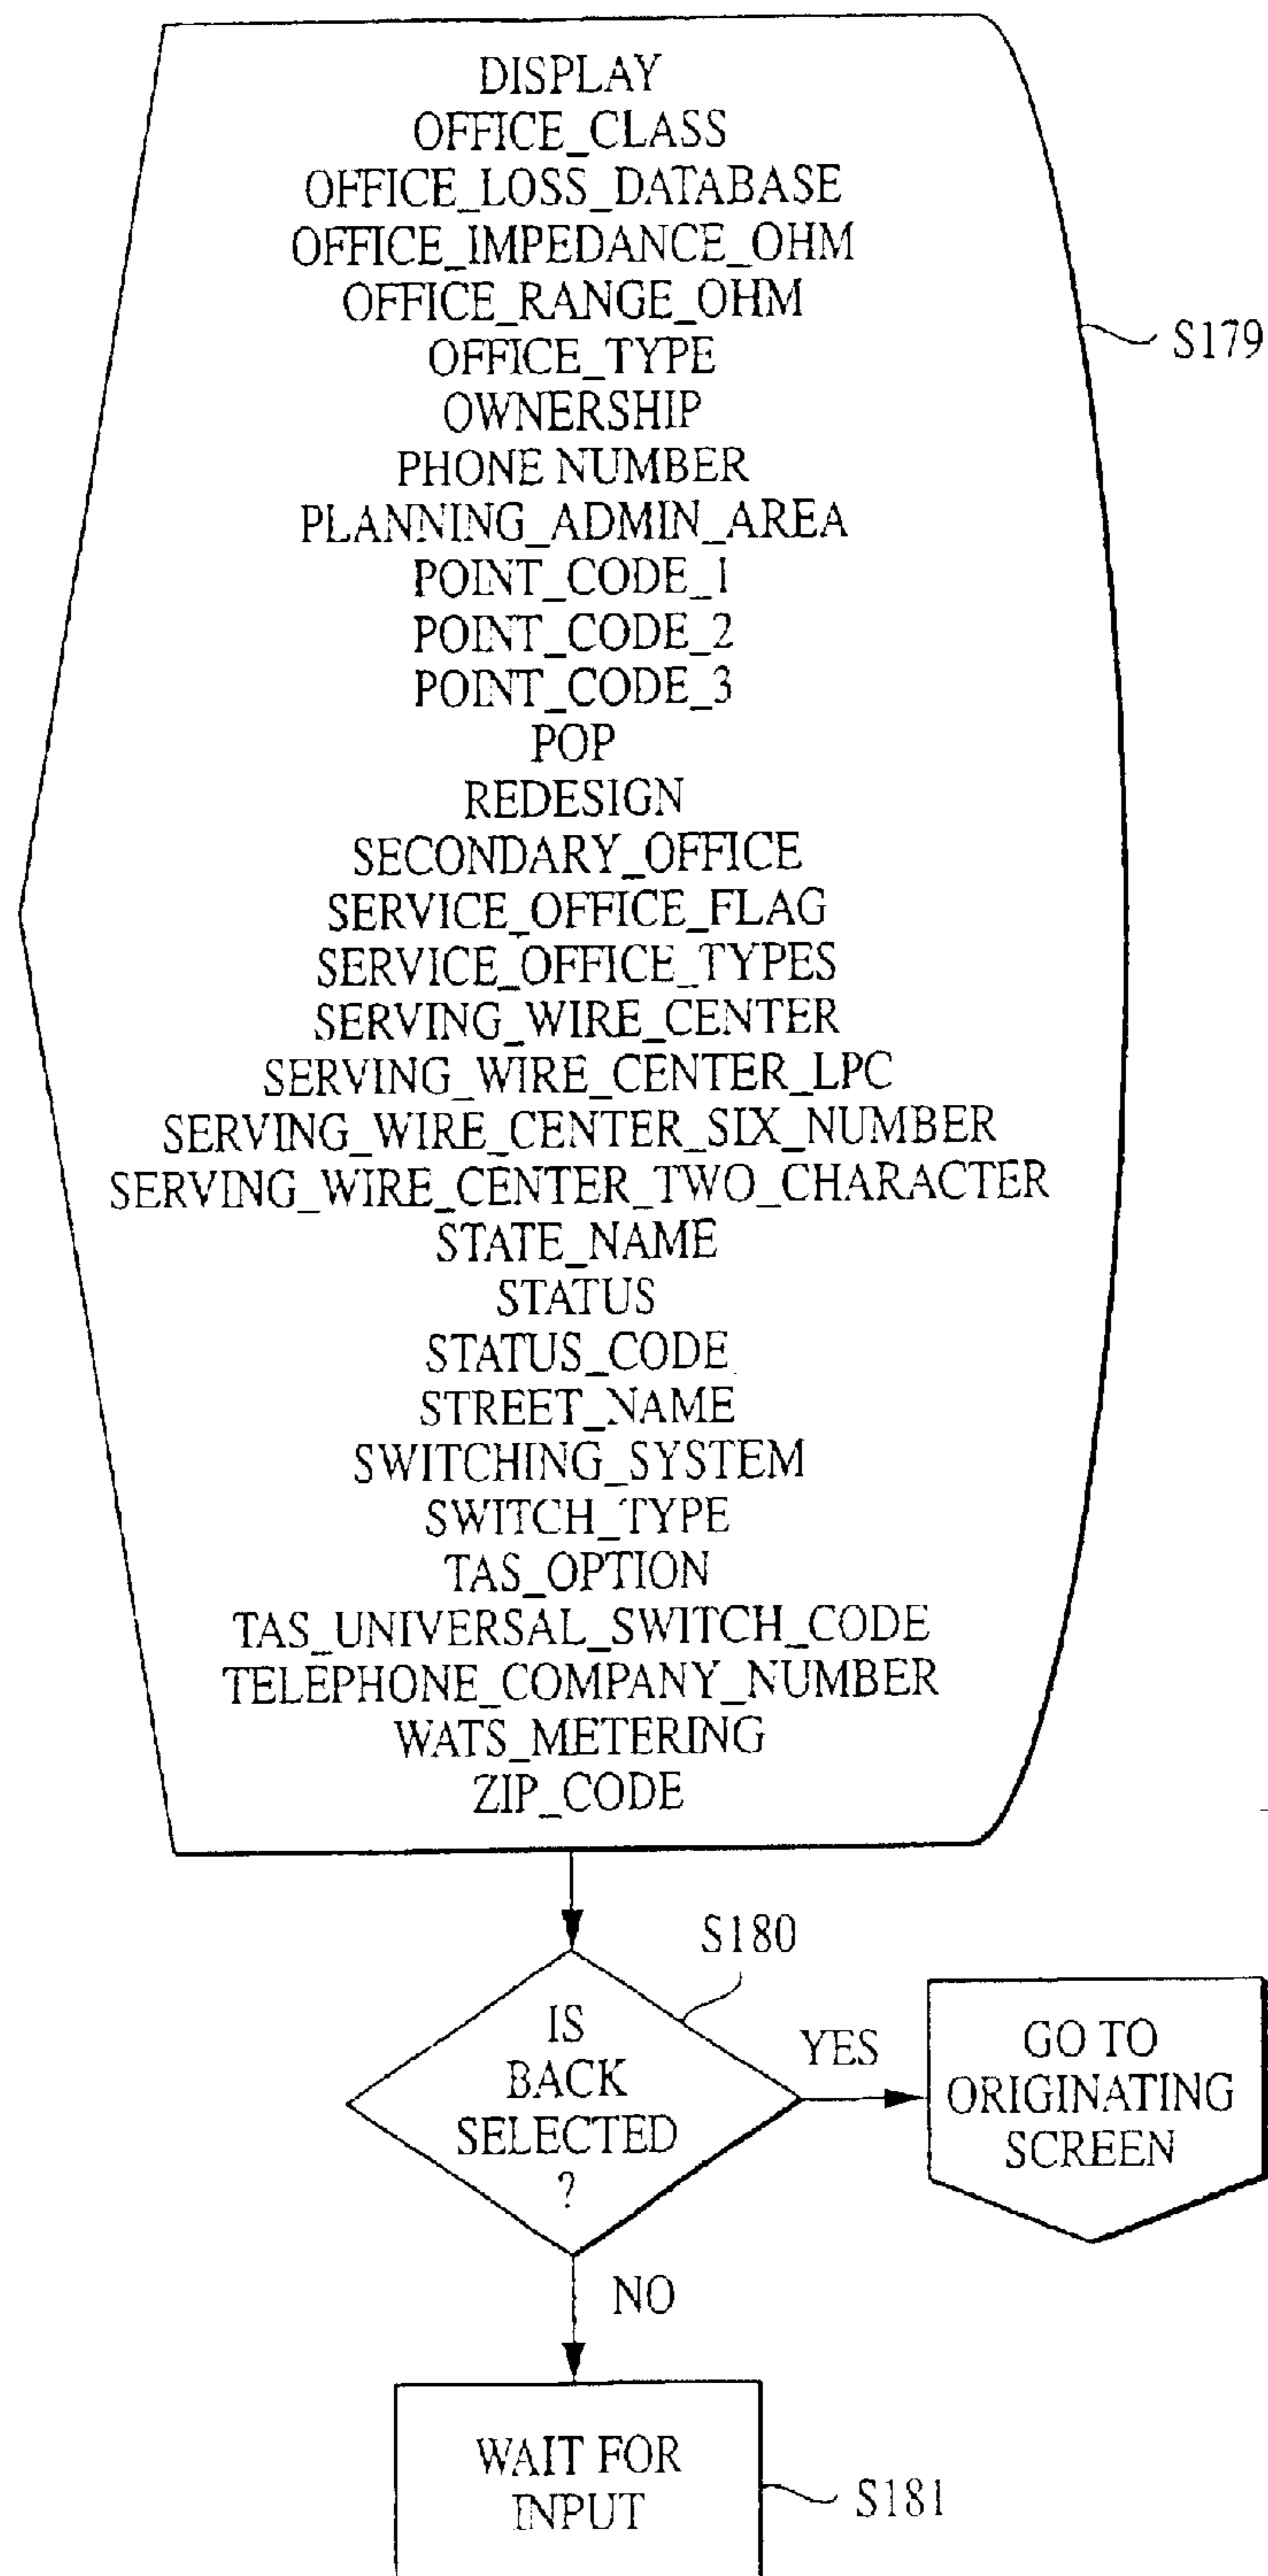 DISPLAY
OFFICE_CLASS
OFFICE_LOSS_DATABASE
OFFICE_IMPEDANCE_OHM
OFFICE_RANGE_OHM
OFFICE_TYPE
OWNERSHIP
PHONE NUMBER
PLANNING_ADMIN_AREA
POINT_CODE_1
POINT_CODE_2
POINT_CODE_3
POP
REDESIGN
SECONDARY_OFFICE
SERVICE_OFFICE_FLAG
SERVICE_OFFICE_TYPES
SERVING_WIRE_CENTER
SERVING_WIRE_CENTER_LPC
SERVING_WIRE_CENTER_SIX_NUMBER
SERVING_WIRE_CENTER_TWO_CHARACTER
STATE_NAME
STATUS
STATUS_CODE
STREET_NAME
SWITCHING_SYSTEM
SWITCH_TYPE
TAS_OPTION
TAS_UNIVERSAL_SWITCH_CODE
TELEPHONE_COMPANY_NUMBER
WATS_METERING
ZIP_CODE
S179
S180
IS
BACK
SELECTED
?
YES
GO TO
ORIGINATING
SCREEN
NO
WAIT FOR
INPUT
S181